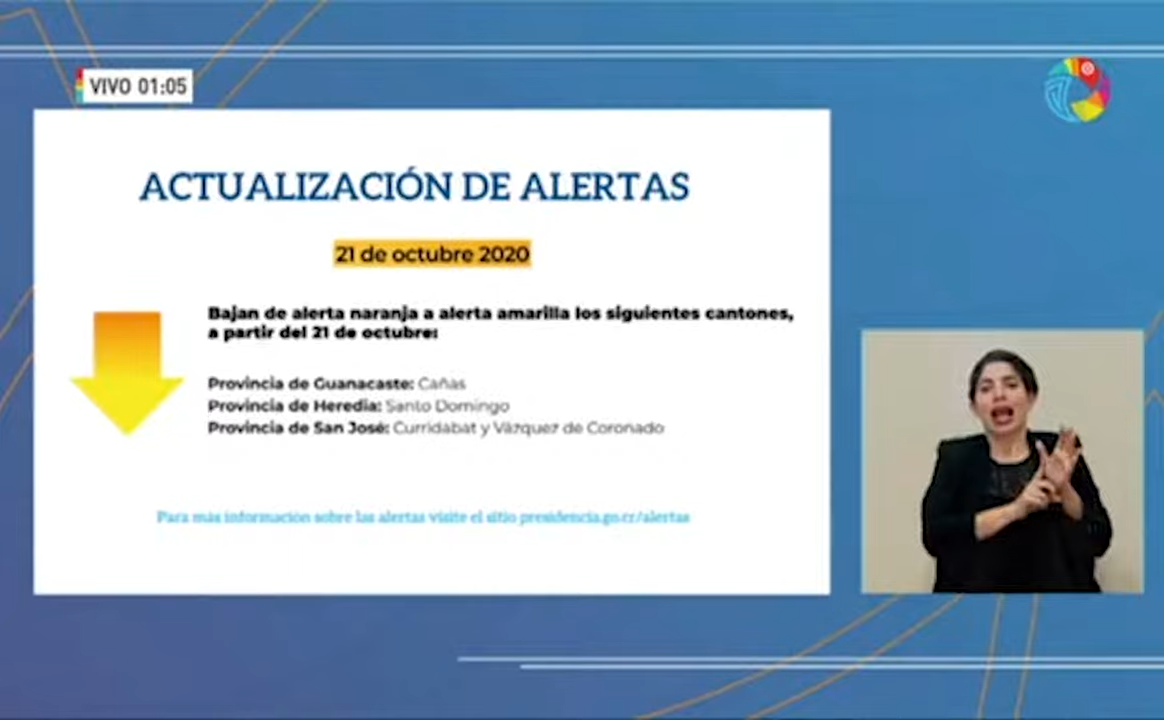 VIVO 01:05
ACTUALIZACIÓN DE ALERTAS
21 de octubre 2020
Bajan de alerta naranja a alerta amarilla los siguientes cantones,
a partir del 21 de octubre:
Provincia de Guanacaste: Cañas
Provincia de Heredia: Santo Domingo
Provincia de San José: Curridabat y Vázquez de Coronado
Para más información sobre las alertas visite el sitio presidencia.go.cr/alertas